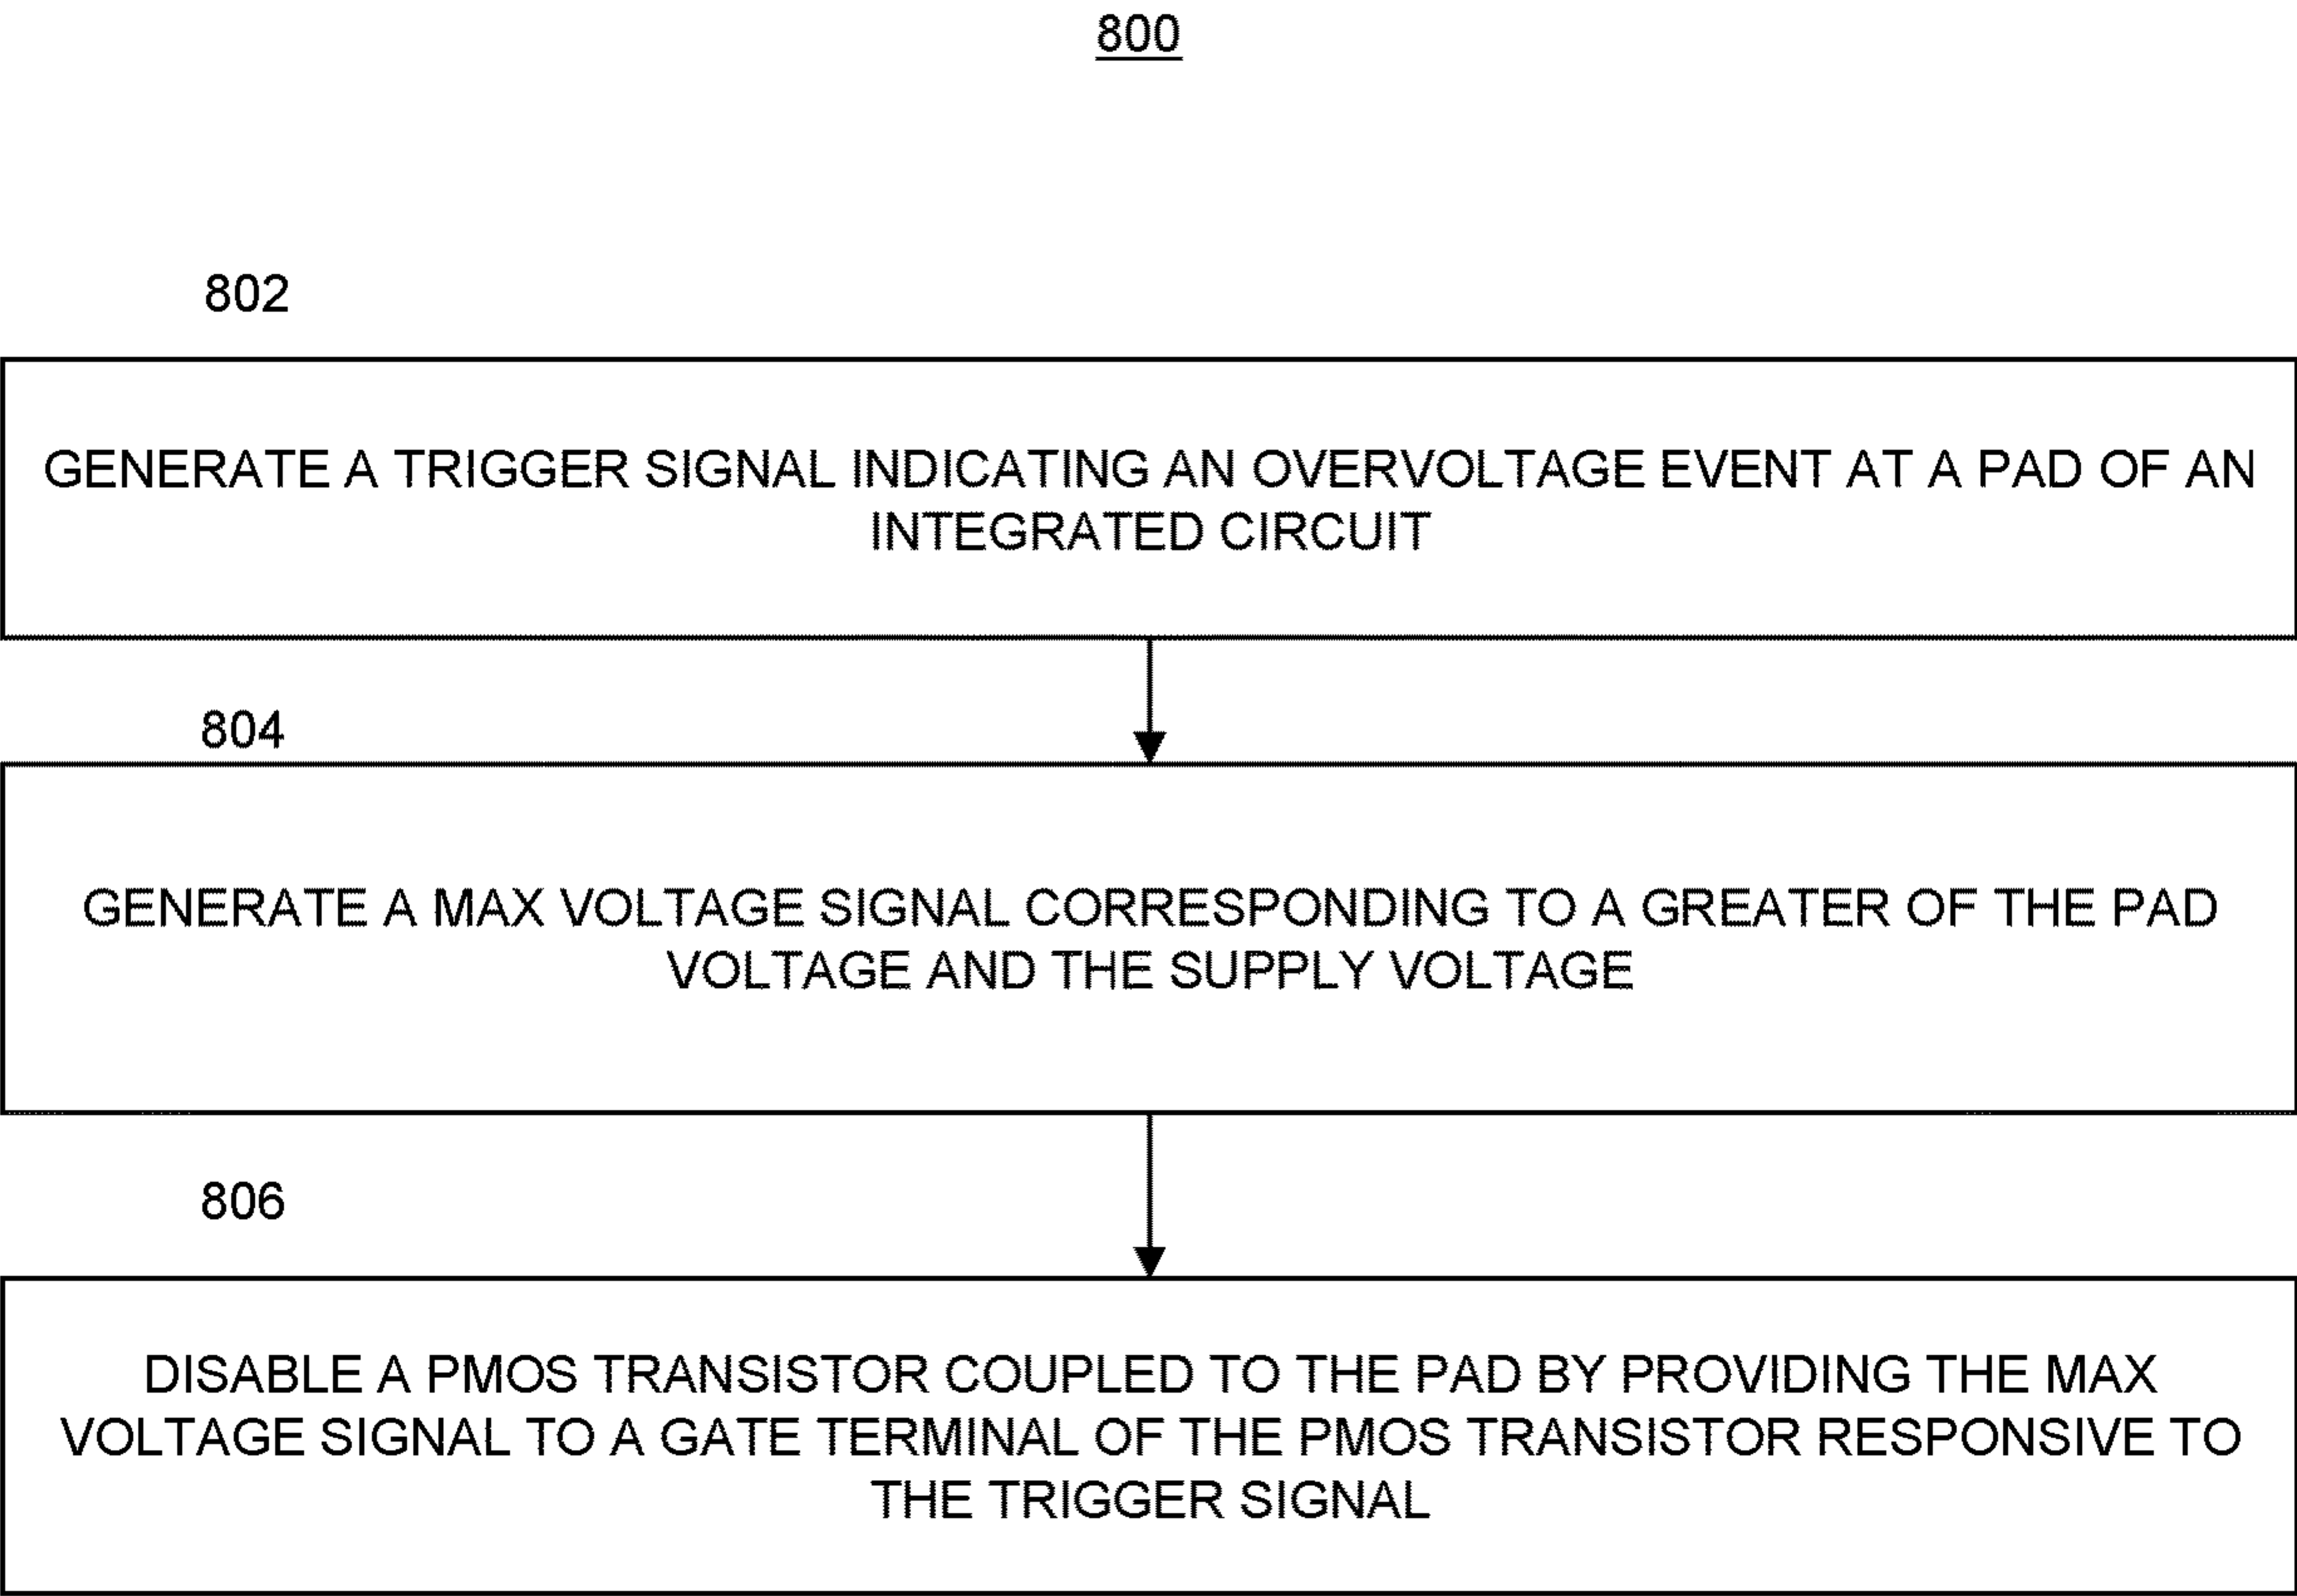 800
802
GENERATE A TRIGGER SIGNAL INDICATING AN OVERVOLTAGE EVENT AT A PAD OF AN
INTEGRATED CIRCUIT
804
GENERATE A MAX VOLTAGE SIGNAL CORRESPONDING TO A GREATER OF THE PAD
VOLTAGE AND THE SUPPLY VOLTAGE
806
DISABLE A PMOS TRANSISTOR COUPLED TO THE PAD BY PROVIDING THE MAX
VOLTAGE SIGNAL TO A GATE TERMINAL OF THE PMOS TRANSISTOR RESPONSIVE TO
THE TRIGGER SIGNAL